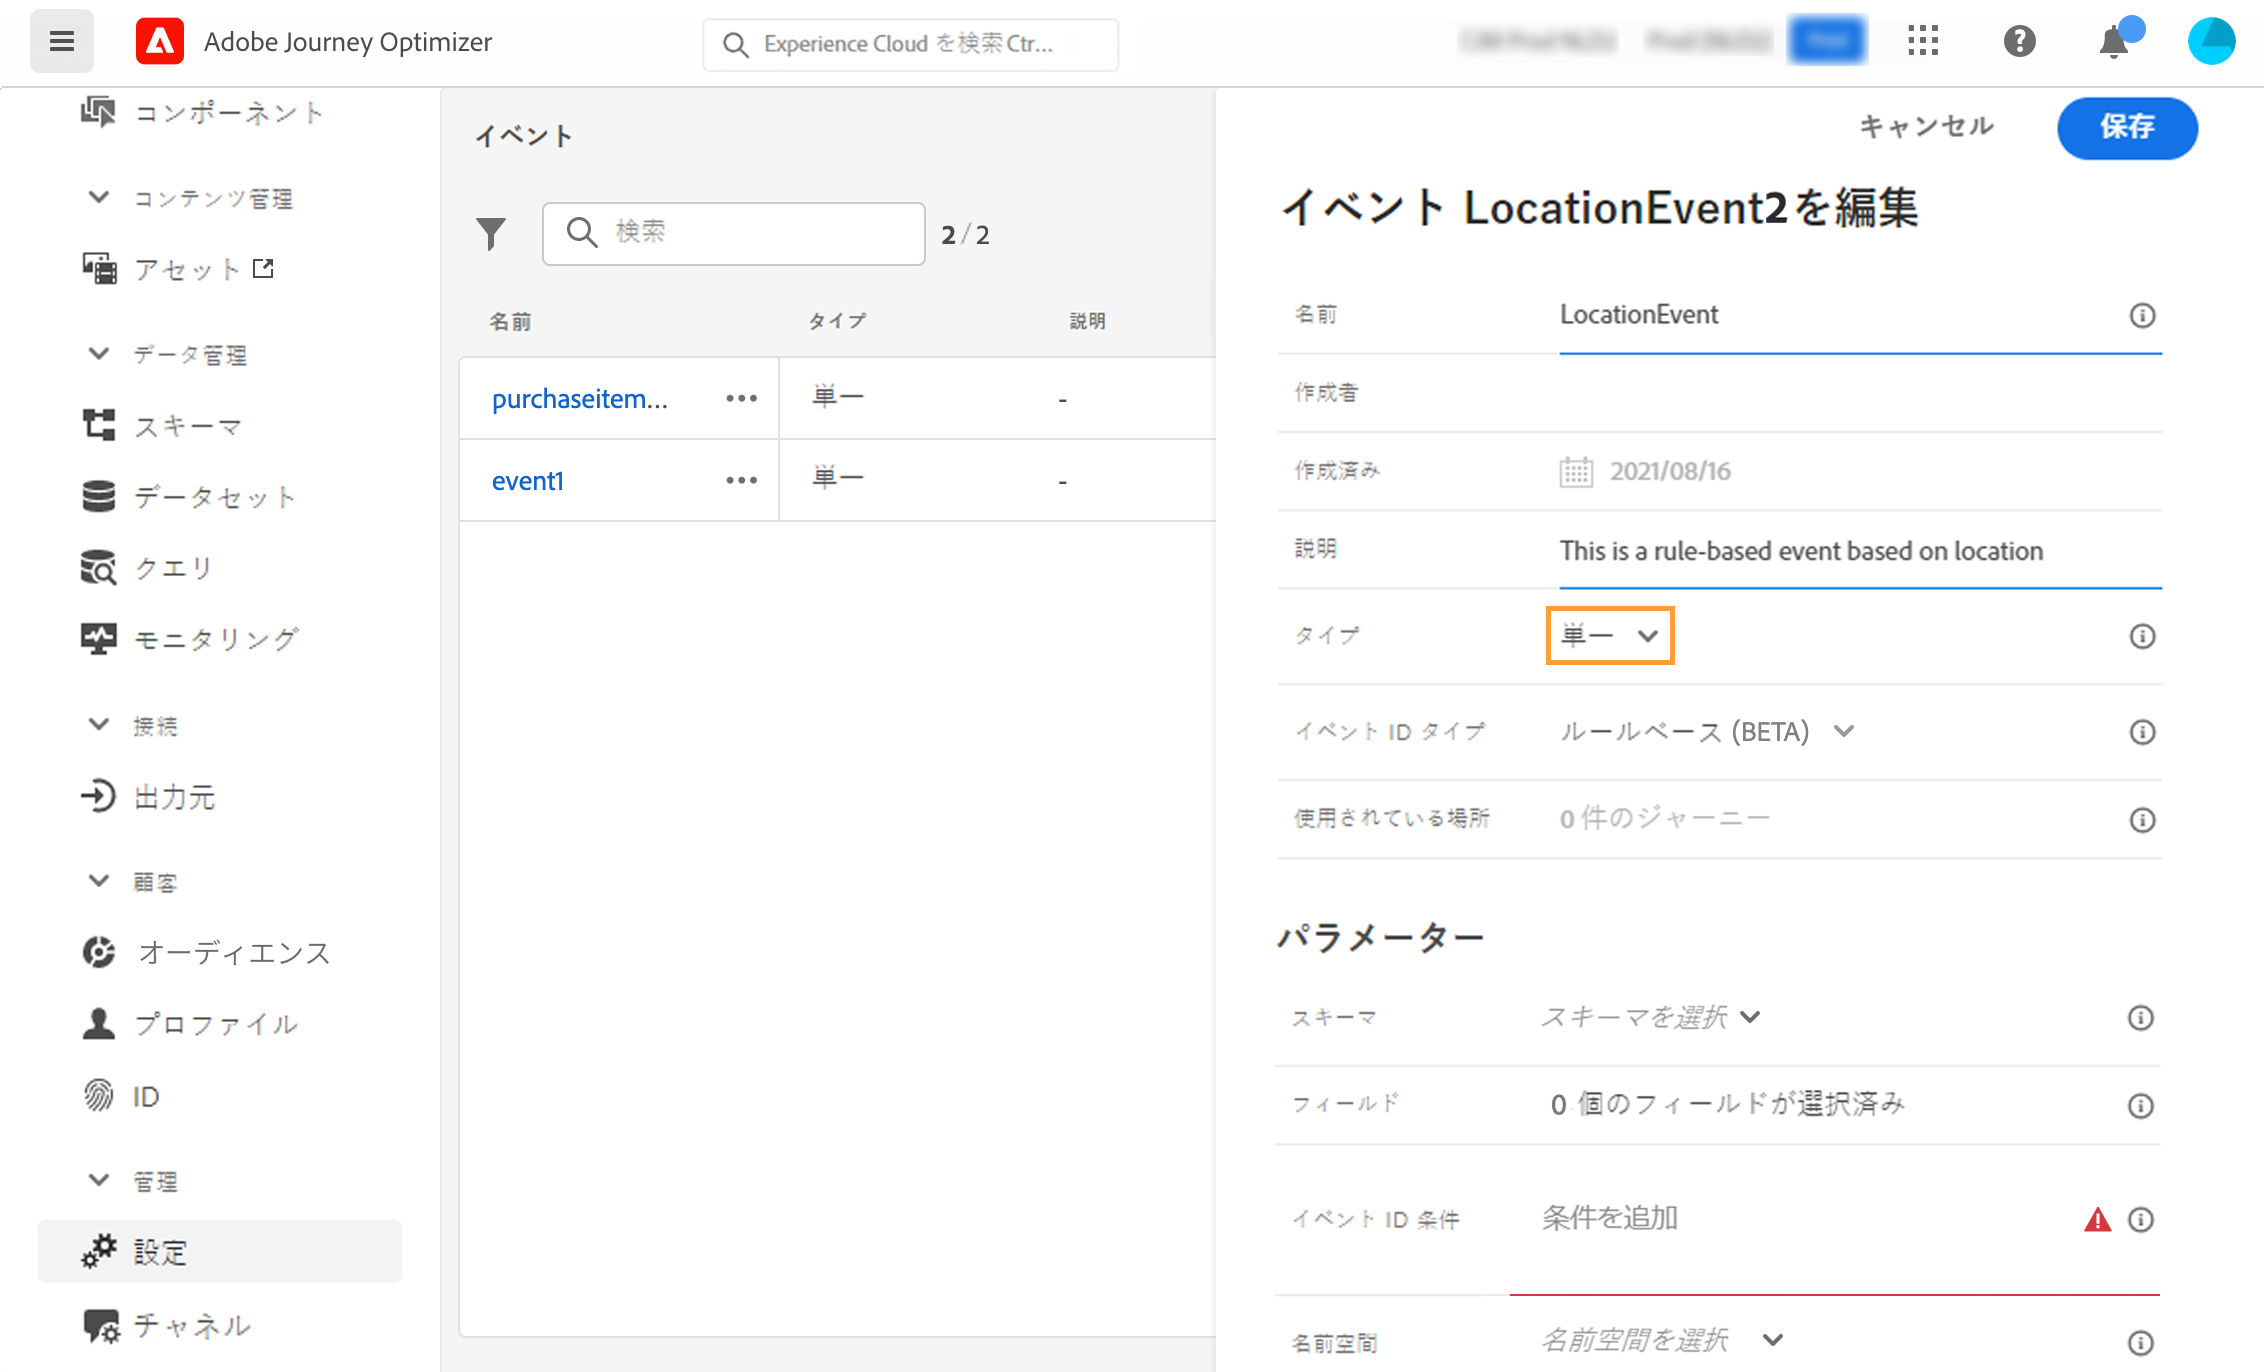 Adobe Journey Optimizer
Experience Cloud を検索Ctr...
コンポーネント
コンテンツ管理
アセット
データ管理
スキーマ
データセット
クエリ
モニタリング
接続
出力元
顧客
オーディエンス
プロファイル
ID
管理
設定
チャネル
イベント
検索
2 / 2
名前 タイプ 説明
purchaseitem... 単一 -
event1 単一 -
キャンセル
保存
イベント LocationEvent2を編集
名前 LocationEvent
作成者
作成済み 2021/08/16
説明 This is a rule-based event based on location
タイプ 単一
イベント ID タイプ ルールベース (BETA)
使用されている場所 0 件のジャーニー
パラメーター
スキーマ スキーマを選択
フィールド 0 個のフィールドが選択済み
イベント ID 条件 条件を追加
名前空間 名前空間を選択